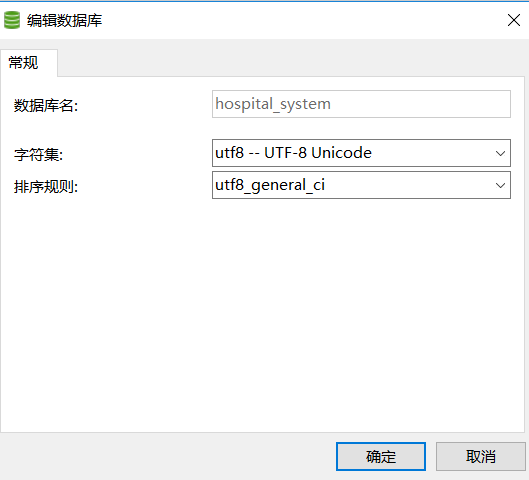 编辑数据库
常规
数据库名: hospital_system
字符集: utf8 -- UTF-8 Unicode
排序规则: utf8_general_ci
确定 取消